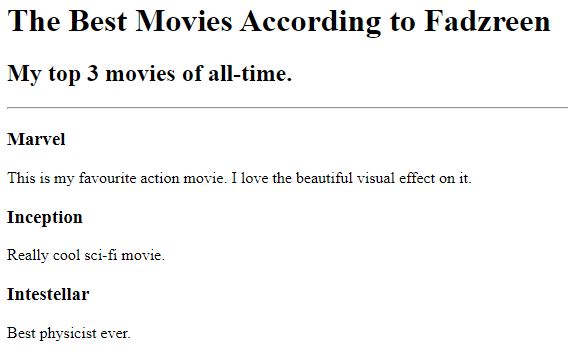 The Best Movies According to Fadzreen
My top 3 movies of all-time.
Marvel
This is my favourite action movie. I love the beautiful visual effect on it.
Inception
Really cool sci-fi movie.
Intestellar
Best physicist ever.